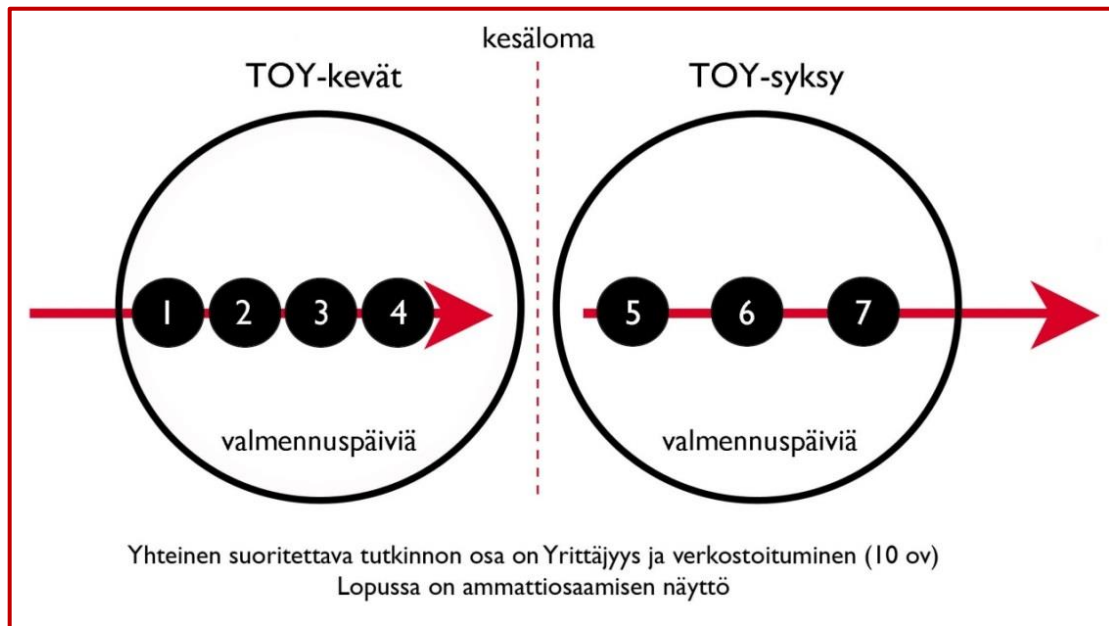 kesäloma
TOY-kevät
TOY-syksy
1 2 3 4
5 6 7
valmennuspäiviä
valmennuspäiviä
Yhteinen suoritettava tutkinnon osa on Yrittäjyys ja verkostoituminen (10 ov)
Lopussa on ammattiosaamisen näyttö